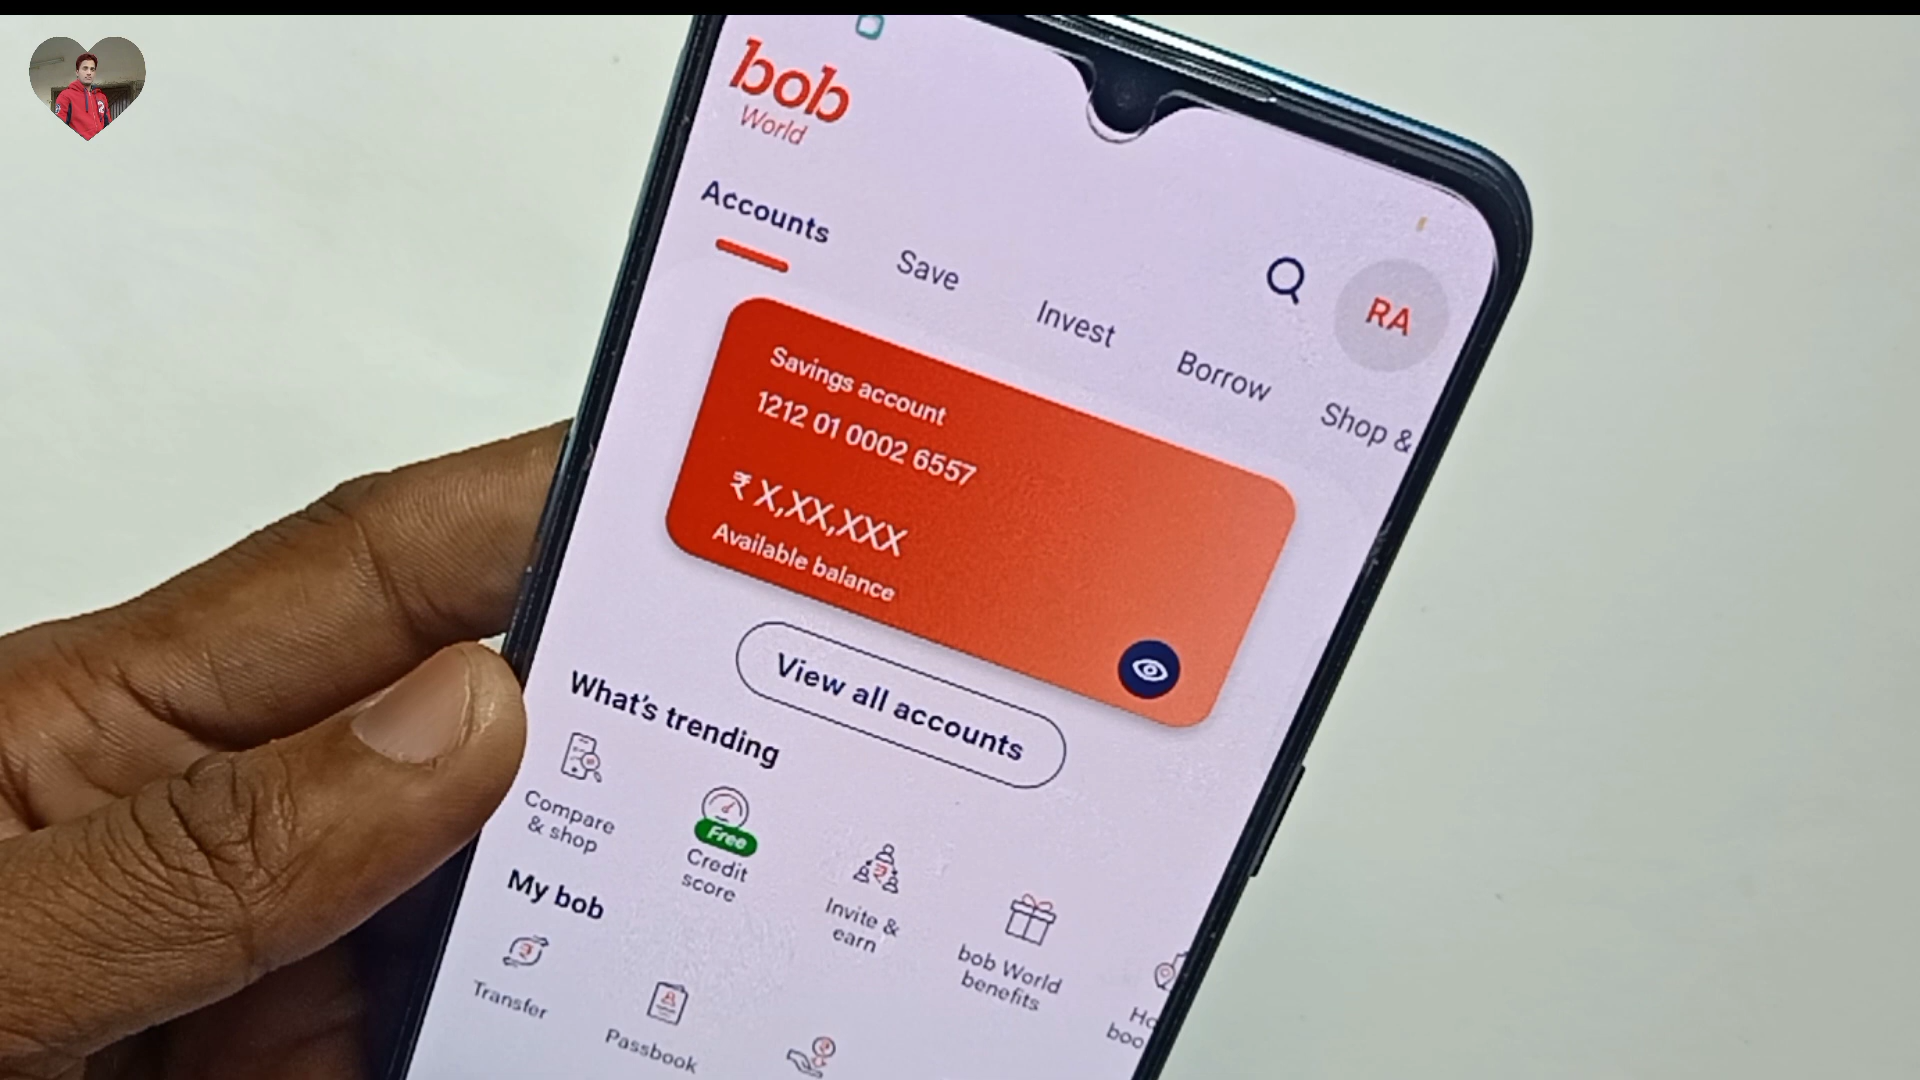 bob
World
Accounts
Save
Invest
Borrow
Shop &
RA
Savings account
1212 01 0002 6557
₹ X,XX,XXX
Available balance
View all accounts
What's trending
Compare
& shop
Free
Credit
score
Invite &
earn
bob World
benefits
My bob
Transfer
Passbook